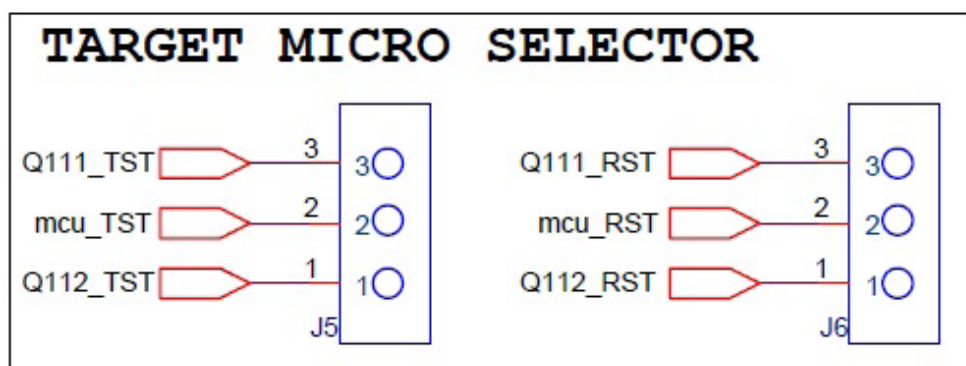 TARGET MICRO SELECTOR
Q111_TST 3 3
mcu_TST 2 2
Q112_TST 1 1
J5
Q111_RST 3 3
mcu_RST 2 2
Q112_RST 1 1
J6